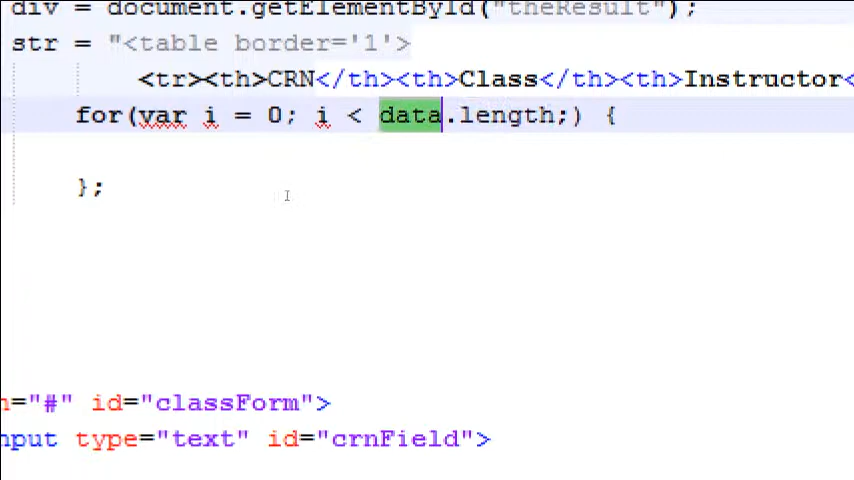 div = document.getElementById("theResult");
str = "<table border='1'>
<tr><th>CRN</th><th>Class</th><th>Instructor<
for(var i = 0; i < data.length;) {
};
="#" id="classForm">
nput type="text" id="crnField">